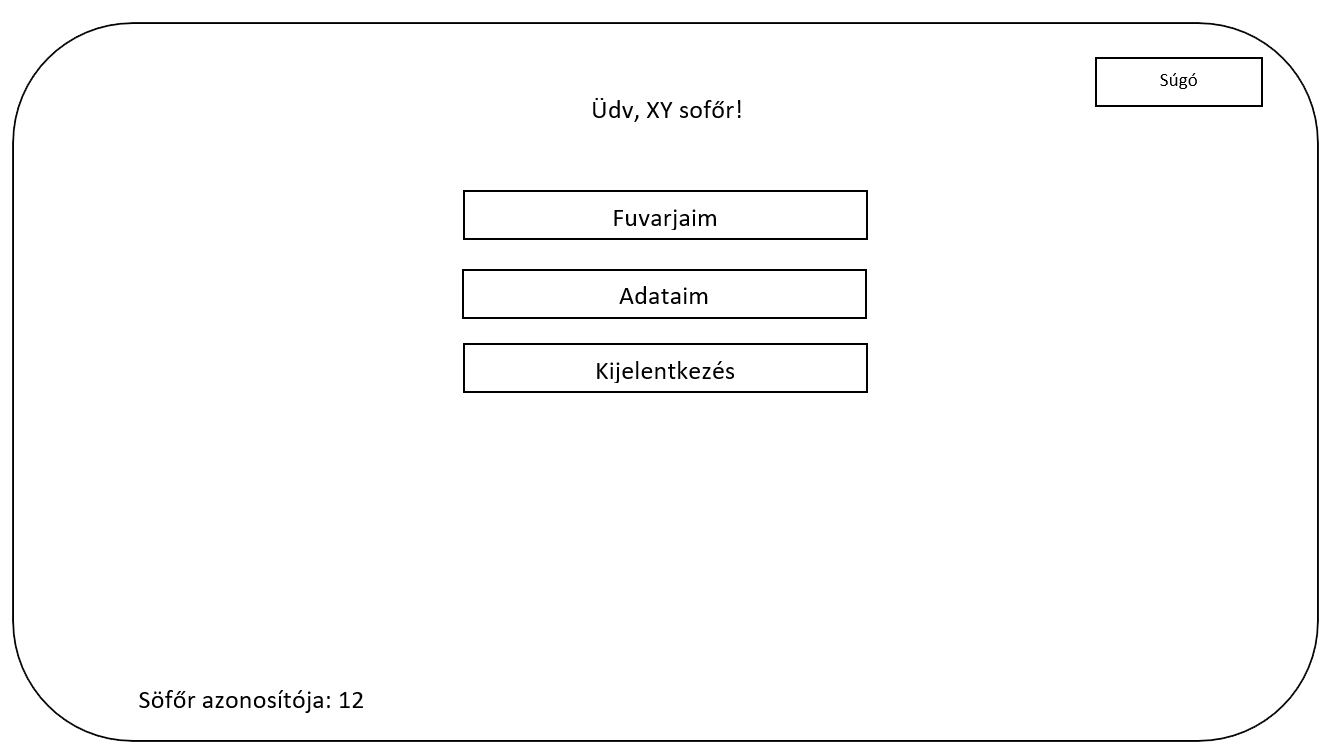 Súgó
Üdv, XY sofőr!
Fuvarjaim
Adataim
Kijelentkezés
Söfőr azonosítója: 12